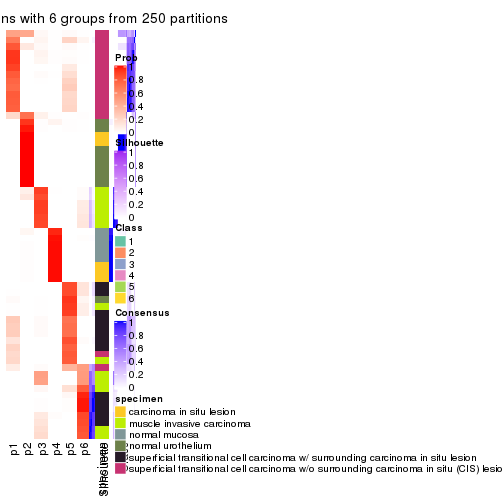 ns with 6 groups from 250 partitions
Prob
1
0.8
0.6
0.4
0.2
0
Silhouette
1
0.8
0.6
0.4
0.2
0
Class
1
2
3
4
5
6
Consensus
1
0.8
0.6
0.4
0.2
0
specimen
carcinoma in situ lesion
muscle invasive carcinoma
normal mucosa
normal urothelium
superficial transitional cell carcinoma w/ surrounding carcinoma in situ lesion
superficial transitional cell carcinoma w/o surrounding carcinoma in situ (CIS) lesio
p1
p2
p3
p4
p5
p6
specimen